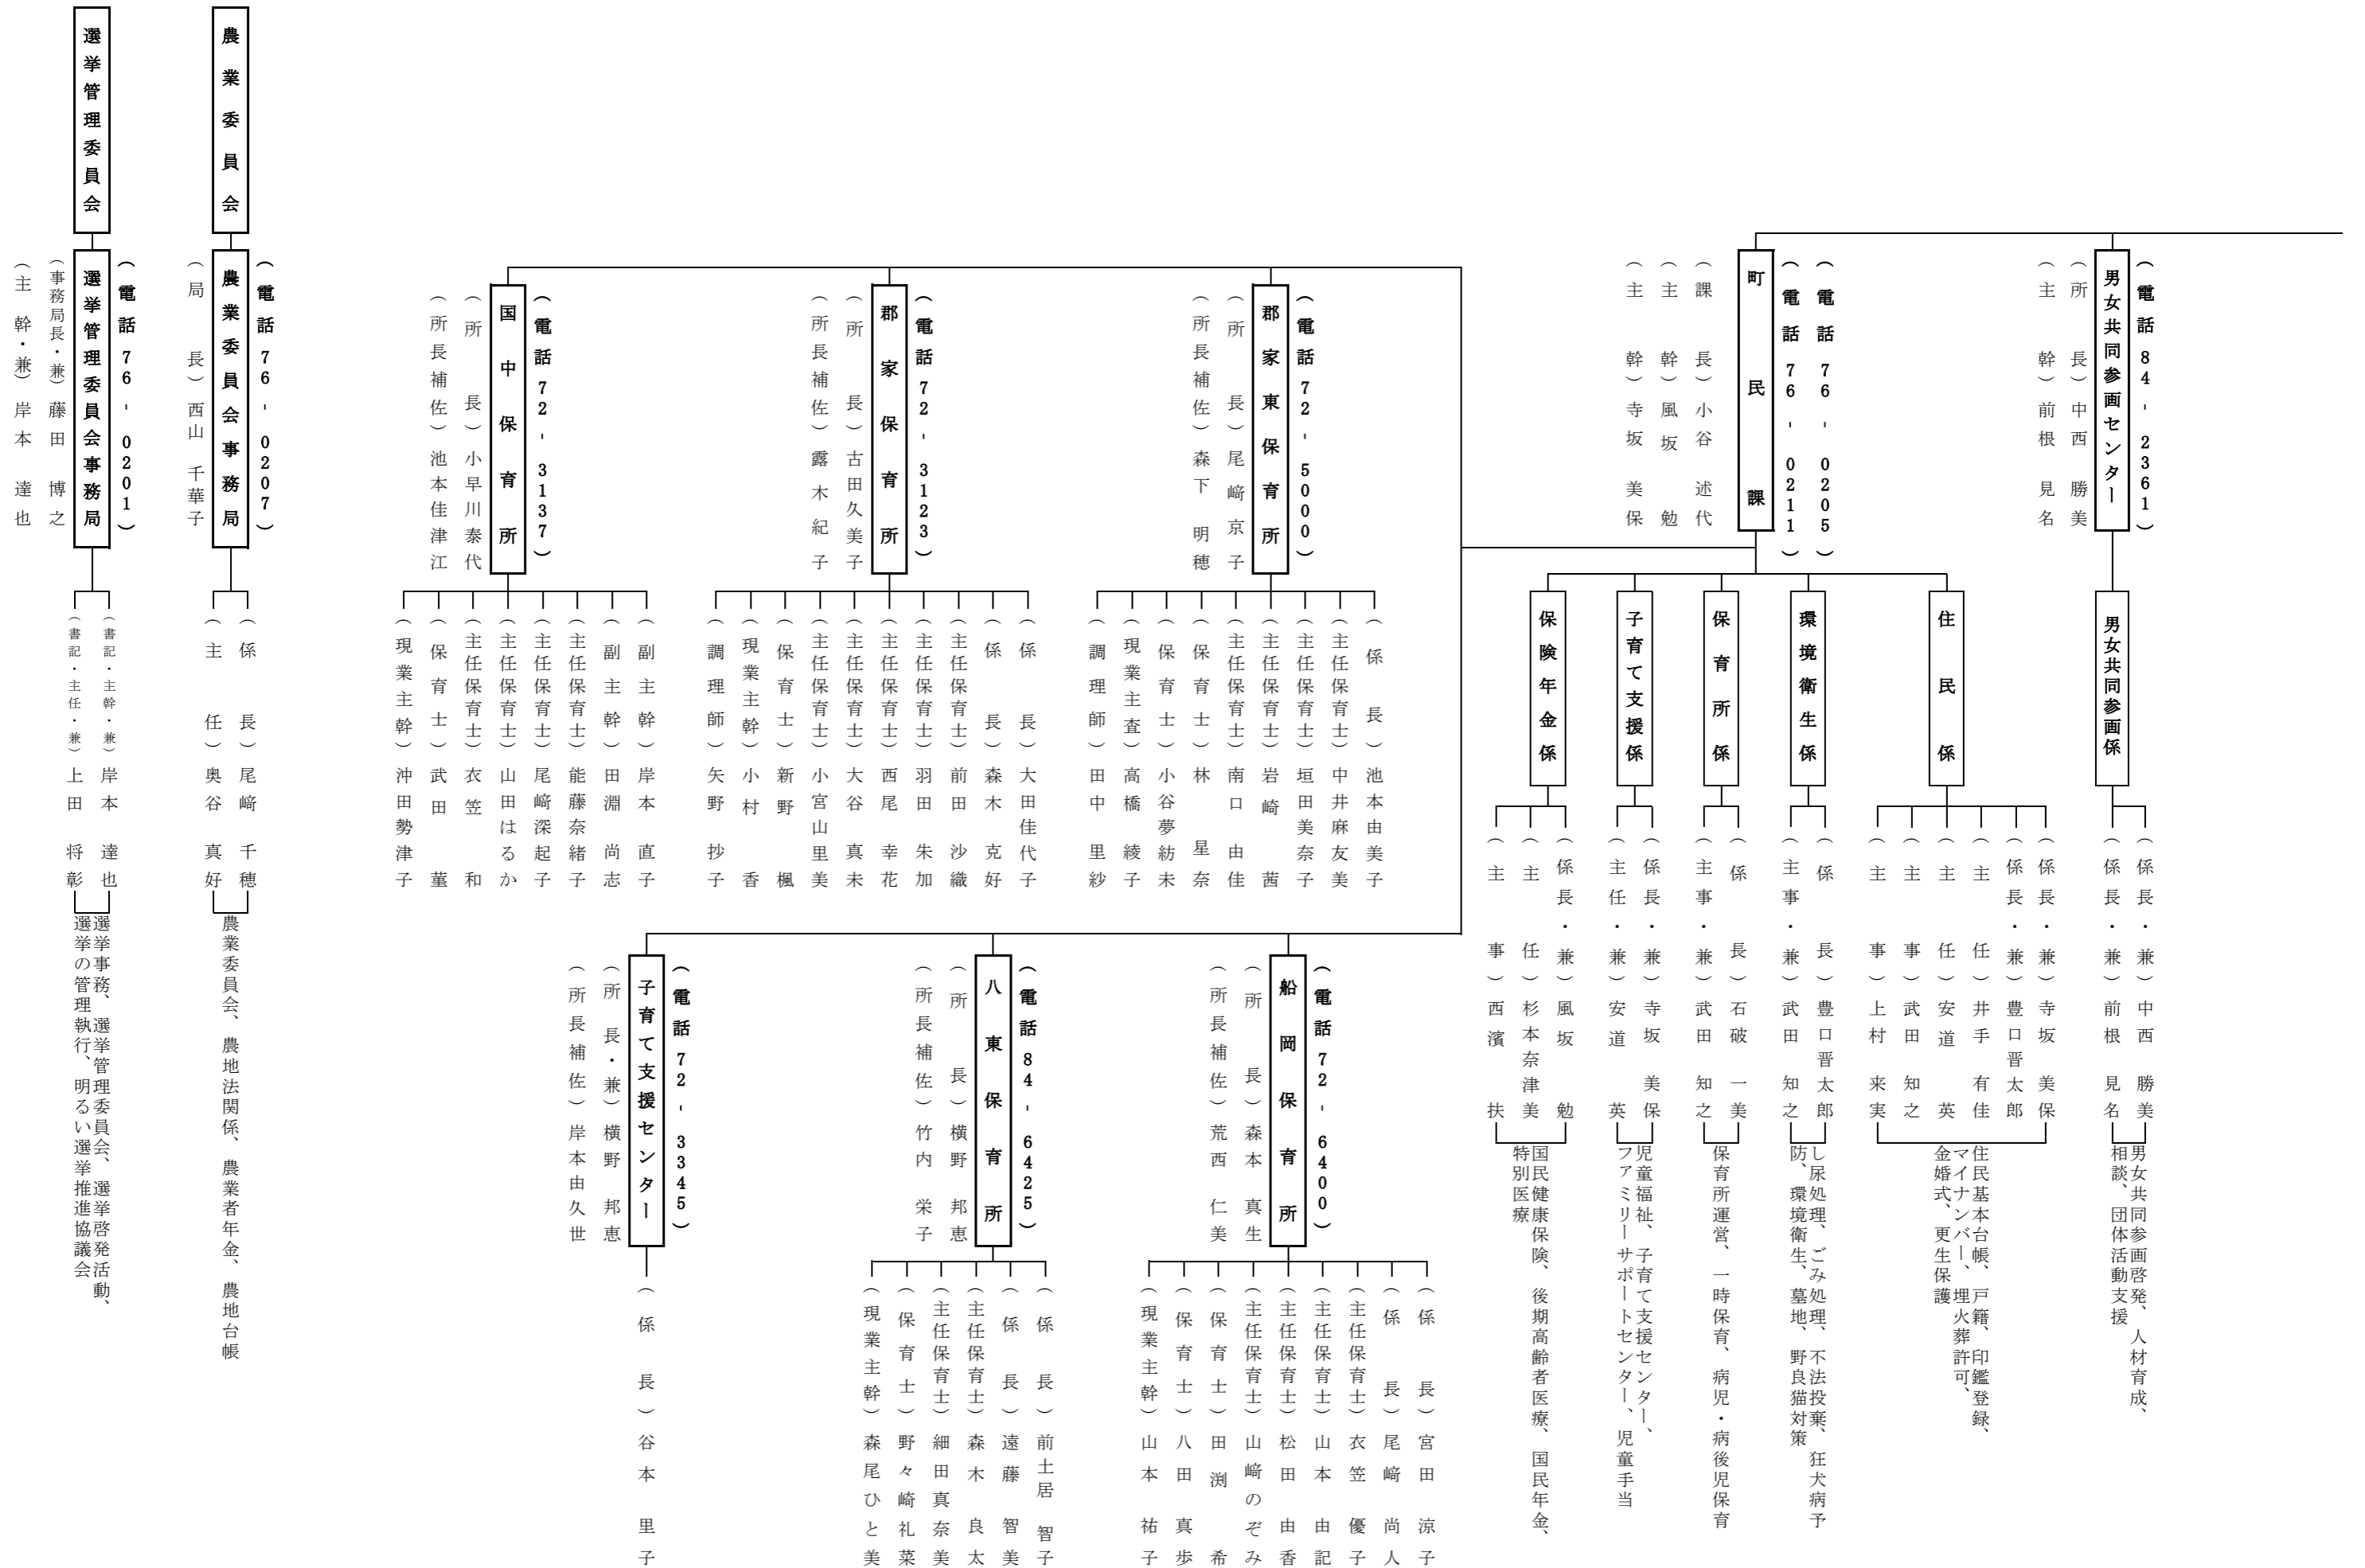 （電話 84-2361）
男女共同参画センター
（所長）中西 勝美
（主幹）前根 見名
男女共同参画係
（係長・兼）中西 勝美
（係長・兼）前根 見名
男女共同参画啓発、人材育成、
相談、団体活動支援
（電話 76-0205）
（電話 76-0211）
町民課
（課長）小谷 述代
（主幹）風坂 勉
（主幹）寺坂 美保
住民係
（係長・兼）寺坂 美保
（係長・兼）豊口晋太郎
（主任）井手 有佳
（主任）安道 英
（主事）武田 知之
（主事）上村 来実
住民基本台帳、戸籍、印鑑登録、
マイナンバー、埋火葬許可、
金婚式、更生保護
環境衛生係
（係長）豊口晋太郎
（主事・兼）武田 知之
し尿処理、ごみ処理、不法投棄、狂犬病予
防、環境衛生、墓地、野良猫対策
保育所係
（係長）石破 一美
（主事・兼）武田 知之
保育所運営、一時保育、病児・病後児保育
子育て支援係
（係長・兼）寺坂 美保
（主任・兼）安道 英
児童福祉、子育て支援センター、
ファミリーサポートセンター、児童手当
保険年金係
（係長・兼）風坂 勉
（主任）杉本奈津美
（主事）西濱 扶
国民健康保険、後期高齢者医療、国民年金、
特別医療
（電話 72-5000）
郡家東保育所
（所長）尾﨑 京子
（所長補佐）森下 明穂
（係長）池本由美子
（主任保育士）中井麻友美
（主任保育士）垣田美奈子
（主任保育士）岩崎 茜
（主任保育士）南口 由佳
（保育士）林 星奈
（保育士）小谷夢紡未
（現業主査）高橋 綾子
（調理師）田中 里紗
（電話 72-3123）
郡家保育所
（所長）古田久美子
（所長補佐）露木 紀子
（係長）大田佳代子
（係長）森木 克好
（主任保育士）前田 沙織
（主任保育士）羽田 朱加
（主任保育士）西尾 幸花
（主任保育士）大谷 真未
（主任保育士）小宮山里美
（保育士）新野 楓
（現業主幹）小村 香
（調理師）矢野 抄子
（電話 72-3137）
国中保育所
（所長）小早川泰代
（所長補佐）池本佳津江
（副主幹）岸本 直子
（副主幹）田淵 尚志
（主任保育士）能藤奈緒子
（主任保育士）尾﨑深起子
（主任保育士）山田はるか
（主任保育士）衣笠 和
（保育士）武田 菫
（現業主幹）沖田勢津子
（電話 72-6400）
船岡保育所
（所長）森本 真生
（所長補佐）荒西 仁美
（係長）宮田 涼子
（係長）尾﨑 尚人
（主任保育士）衣笠 優子
（主任保育士）山本 由記
（主任保育士）松田 由香
（主任保育士）山﨑のぞみ
（保育士）田渕 希
（保育士）八田 真歩
（現業主幹）山本 祐子
（電話 84-6425）
八東保育所
（所長）横野 邦恵
（所長補佐）竹内 栄子
（係長）前土居 智子
（係長）遠藤 智美
（主任保育士）森木 良太
（主任保育士）細田真奈美
（保育士）野々崎礼菜
（現業主幹）森尾ひと美
（電話 72-3345）
子育て支援センター
（所長・兼）横野 邦恵
（所長補佐）岸本由久世
（係長）谷本 里子
農業委員会
（電話 76-0207）
農業委員会事務局
（局長）西山 千華子
（係長）尾﨑 千穂
（主任）奥谷 真好
農業委員会、農地法関係、農業者年金、農地台帳
選挙管理委員会
（電話 76-0201）
選挙管理委員会事務局
（事務局長・兼）藤田 博之
（主幹・兼）岸本 達也
（書記・主幹・兼）岸本 達也
（書記・主任・兼）上田 将彰
選挙事務、選挙管理委員会、選挙啓発活動、
選挙の管理執行、明るい選挙推進協議会